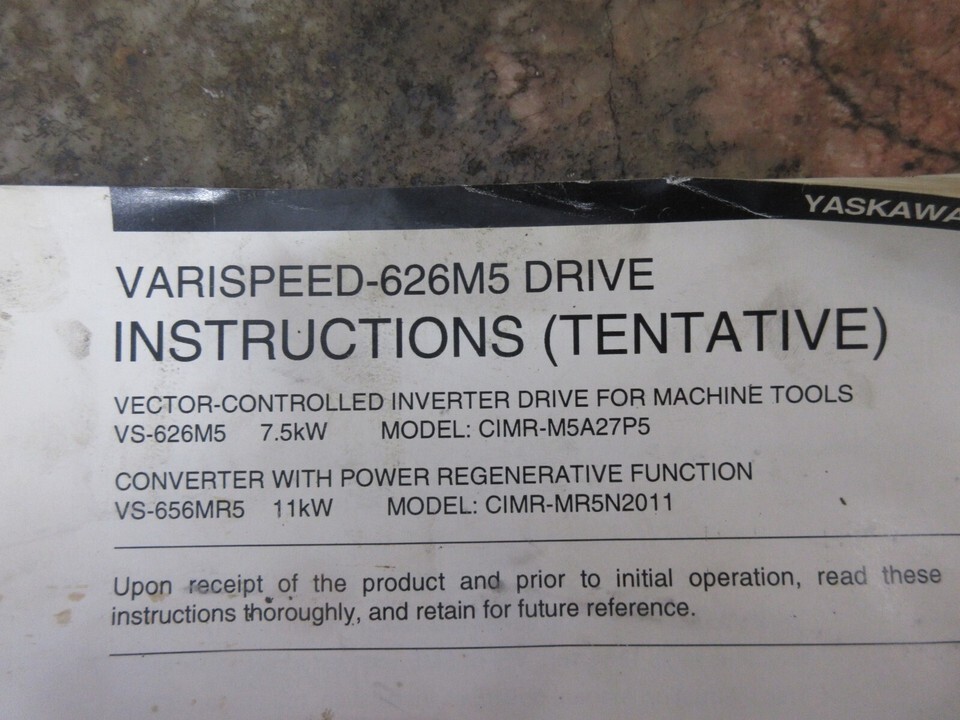 YASKAWA
VARISPEED-626M5 DRIVE
INSTRUCTIONS (TENTATIVE)
VECTOR-CONTROLLED INVERTER DRIVE FOR MACHINE TOOLS
VS-626M5 7.5kW MODEL: CIMR-M5A27P5
CONVERTER WITH POWER REGENERATIVE FUNCTION
VS-656MR5 11kW MODEL: CIMR-MR5N2011
Upon receipt of the product and prior to initial operation, read these
instructions thoroughly, and retain for future reference.